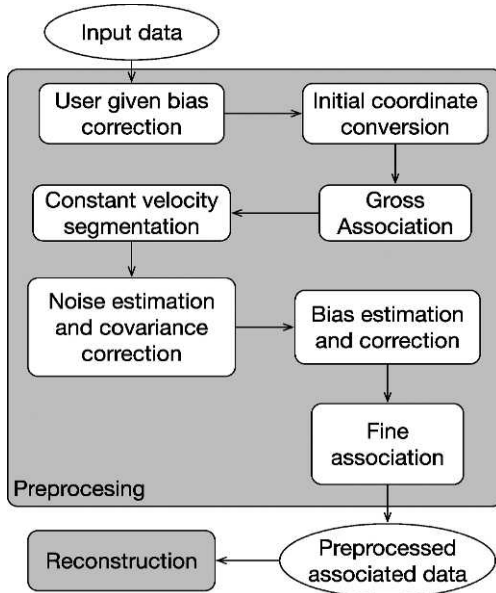 Input data
User given bias
correction
Initial coordinate
conversion
Gross
Association
Constant velocity
segmentation
Noise estimation
and covariance
correction
Bias estimation
and correction
Fine
association
Preprocesing
Preprocessed
associated data
Reconstruction